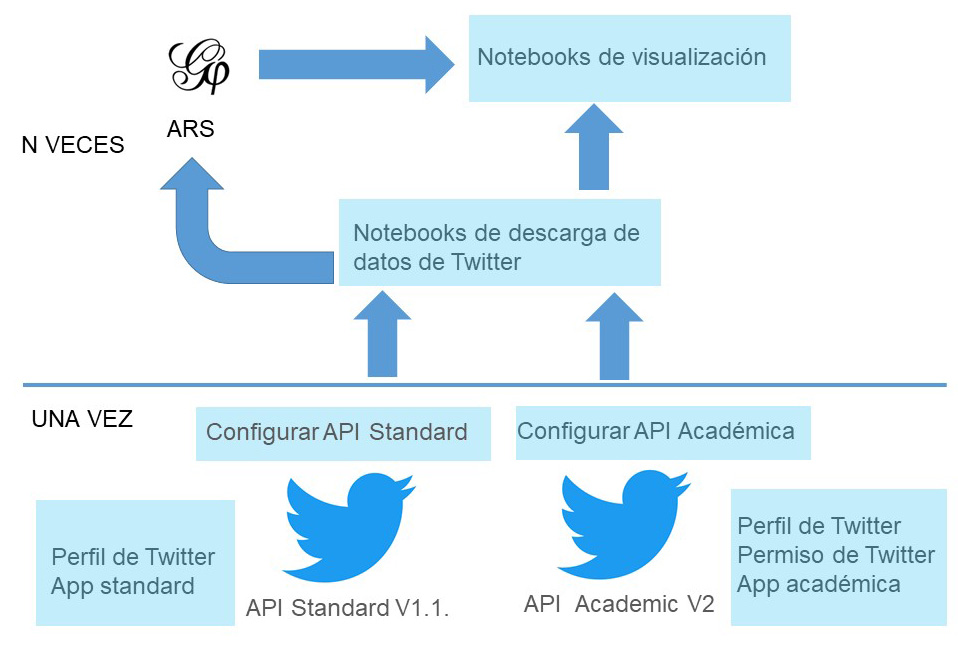 Notebooks de visualización
ARS
N VECES
Notebooks de descarga de
datos de Twitter
UNA VEZ
Configurar API Standard
Configurar API Académica
Perfil de Twitter
App standard
API Standard V1.1.
API Academic V2
Perfil de Twitter
Permiso de Twitter
App académica